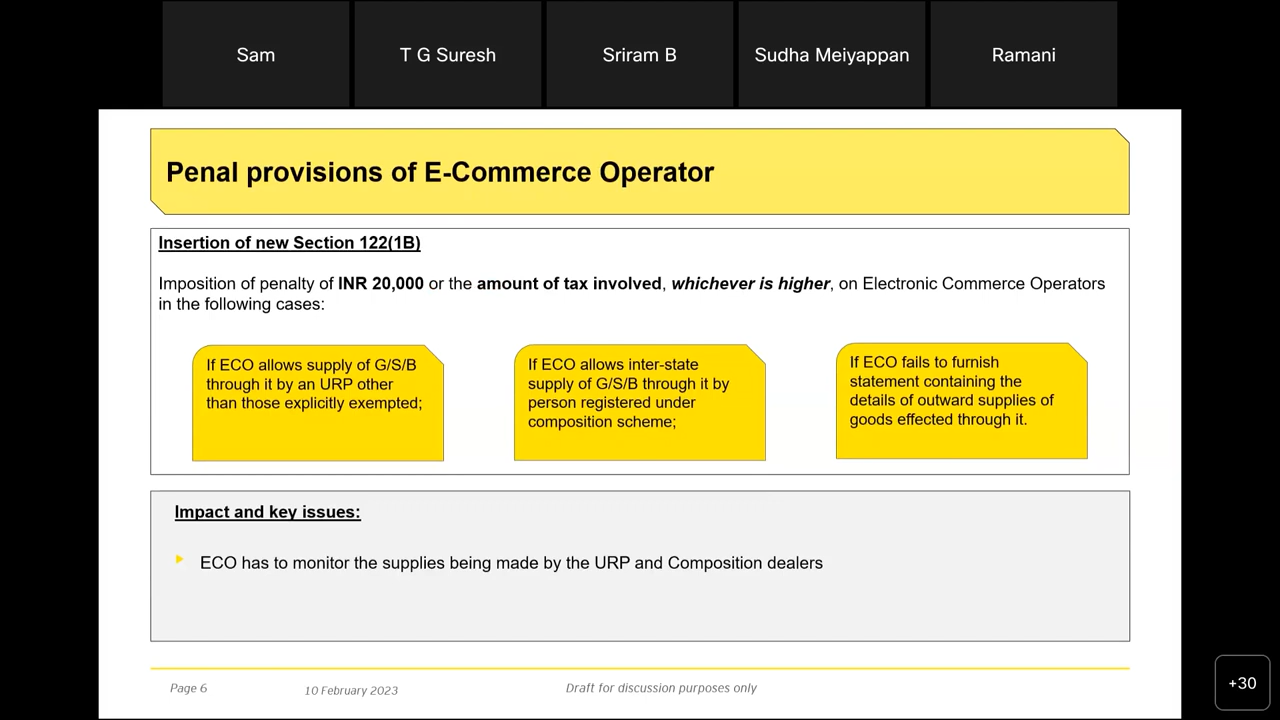 Sam
T G Suresh
Sriram B
Sudha Meiyappan
Ramani
Penal provisions of E-Commerce Operator
Insertion of new Section 122(1B)
Imposition of penalty of INR 20,000 or the amount of tax involved, whichever is higher, on Electronic Commerce Operators
in the following cases:
If ECO allows supply of G/S/B
through it by an URP other
than those explicitly exempted;
If ECO allows inter-state
supply of G/S/B through it by
person registered under
composition scheme;
If ECO fails to furnish
statement containing the
details of outward supplies of
goods effected through it.
Impact and key issues:
ECO has to monitor the supplies being made by the URP and Composition dealers
Page 6
10 February 2023
Draft for discussion purposes only
+30